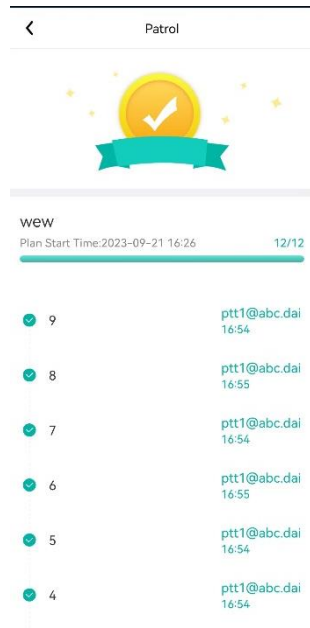 Patrol
wew
Plan Start Time:2023-09-21 16:26 12/12
9 ptt1@abc.dai
16:54
8 ptt1@abc.dai
16:55
7 ptt1@abc.dai
16:54
6 ptt1@abc.dai
16:55
5 ptt1@abc.dai
16:54
4 ptt1@abc.dai
16:54